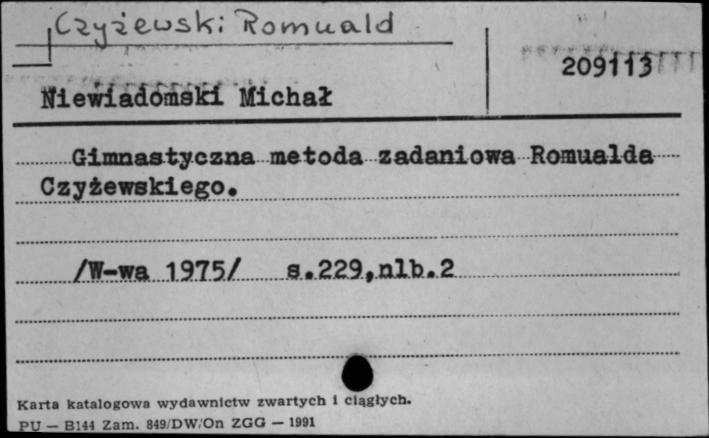 Czyżewski Romuald
209113
Niewiadomski Michał
Gimnastyczna metoda zadaniowa Romualda
Czyżewskiego.
/W-wa 1975/ s.229,nlb.2
Karta katalogowa wydawnictw zwartych i ciągłych.
PU — B144 Zam. 849/DW/On ZGG — 1991